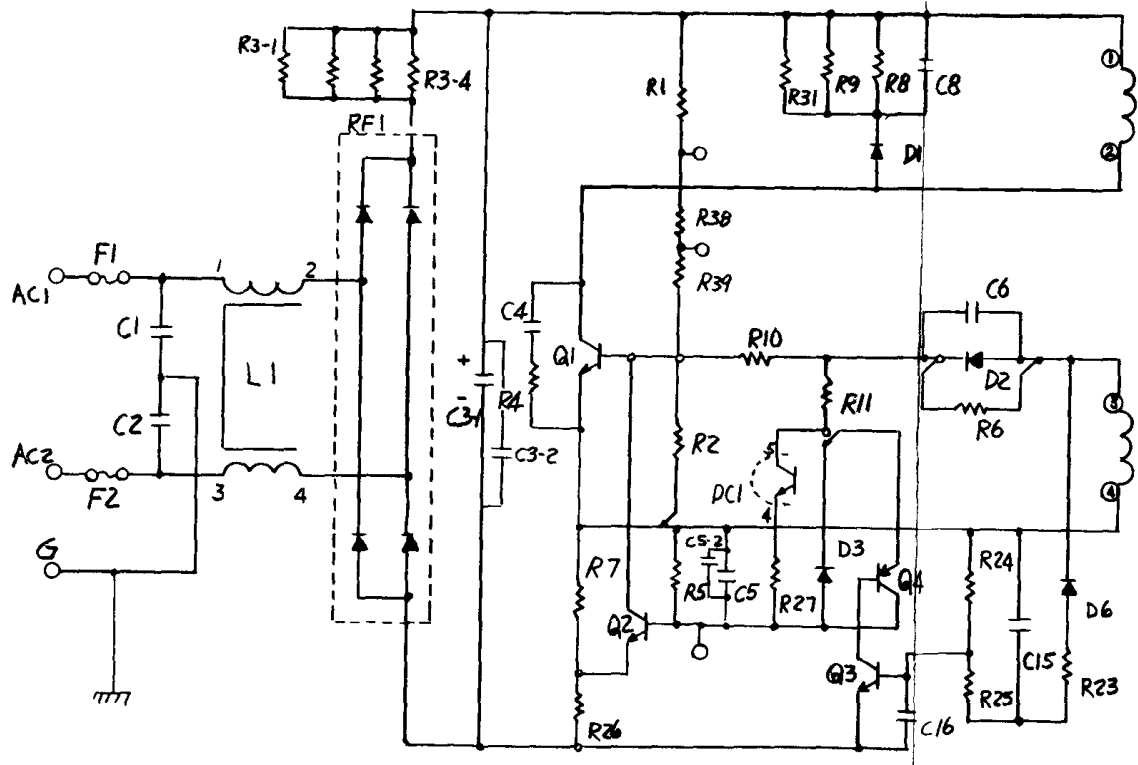 R3-1
R3-4
RF1
R1
R31
R9
R8
C8
1
2
D1
R38
R39
F1
AC1
1
2
C1
L1
C2
AC2
F2
3
4
G
C4
Q1
R4
+
-
C3-1
C3-2
R10
R11
R2
DC1
5
4
C6
D2
R6
3
4
R7
C5-2
R5
C5
R27
D3
Q4
R24
D6
Q2
Q3
C15
R23
R25
C16
R26